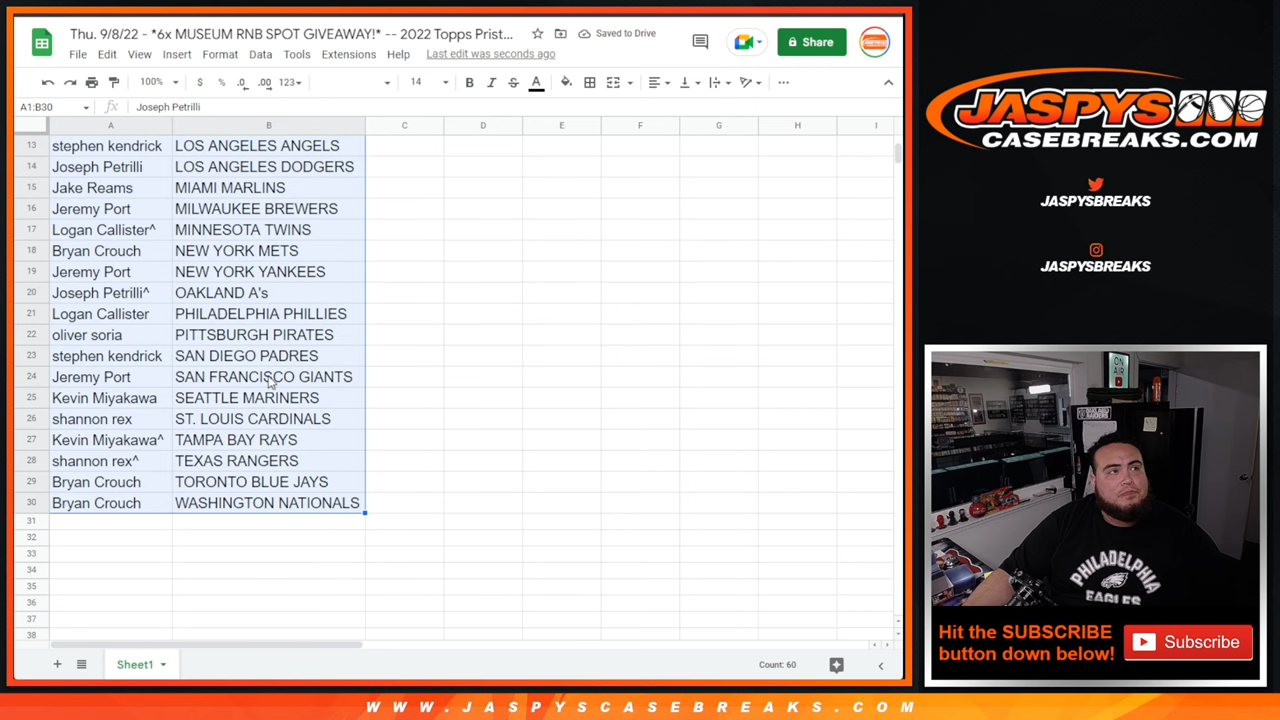 Thu. 9/8/22 - *6x MUSEUM RNB SPOT GIVEAWAY!* -- 2022 Topps Prist...
Saved to Drive
Share
File Edit View Insert Format Data Tools Extensions Help Last edit was seconds ago
100% $ % .0 .00 123 14 B I S A
A1:B30 fx Joseph Petrilli
A B C D E F G H I
13 stephen kendrick LOS ANGELES ANGELS
14 Joseph Petrilli LOS ANGELES DODGERS
15 Jake Reams MIAMI MARLINS
16 Jeremy Port MILWAUKEE BREWERS
17 Logan Callister^ MINNESOTA TWINS
18 Bryan Crouch NEW YORK METS
19 Jeremy Port NEW YORK YANKEES
20 Joseph Petrilli^ OAKLAND A's
21 Logan Callister PHILADELPHIA PHILLIES
22 oliver soria PITTSBURGH PIRATES
23 stephen kendrick SAN DIEGO PADRES
24 Jeremy Port SAN FRANCISCO GIANTS
25 Kevin Miyakawa SEATTLE MARINERS
26 shannon rex ST. LOUIS CARDINALS
27 Kevin Miyakawa^ TAMPA BAY RAYS
28 shannon rex^ TEXAS RANGERS
29 Bryan Crouch TORONTO BLUE JAYS
30 Bryan Crouch WASHINGTON NATIONALS
31
32
33
34
35
36
37
38
Sheet1
Count: 60
JASPYS
CASEBREAKS.COM
JASPYSBREAKS
JASPYSBREAKS
ON
AIR
PHILADELPHIA
EAGLES
Hit the SUBSCRIBE
button down below!
Subscribe
WWW.JASPYSCASEBREAKS.COM